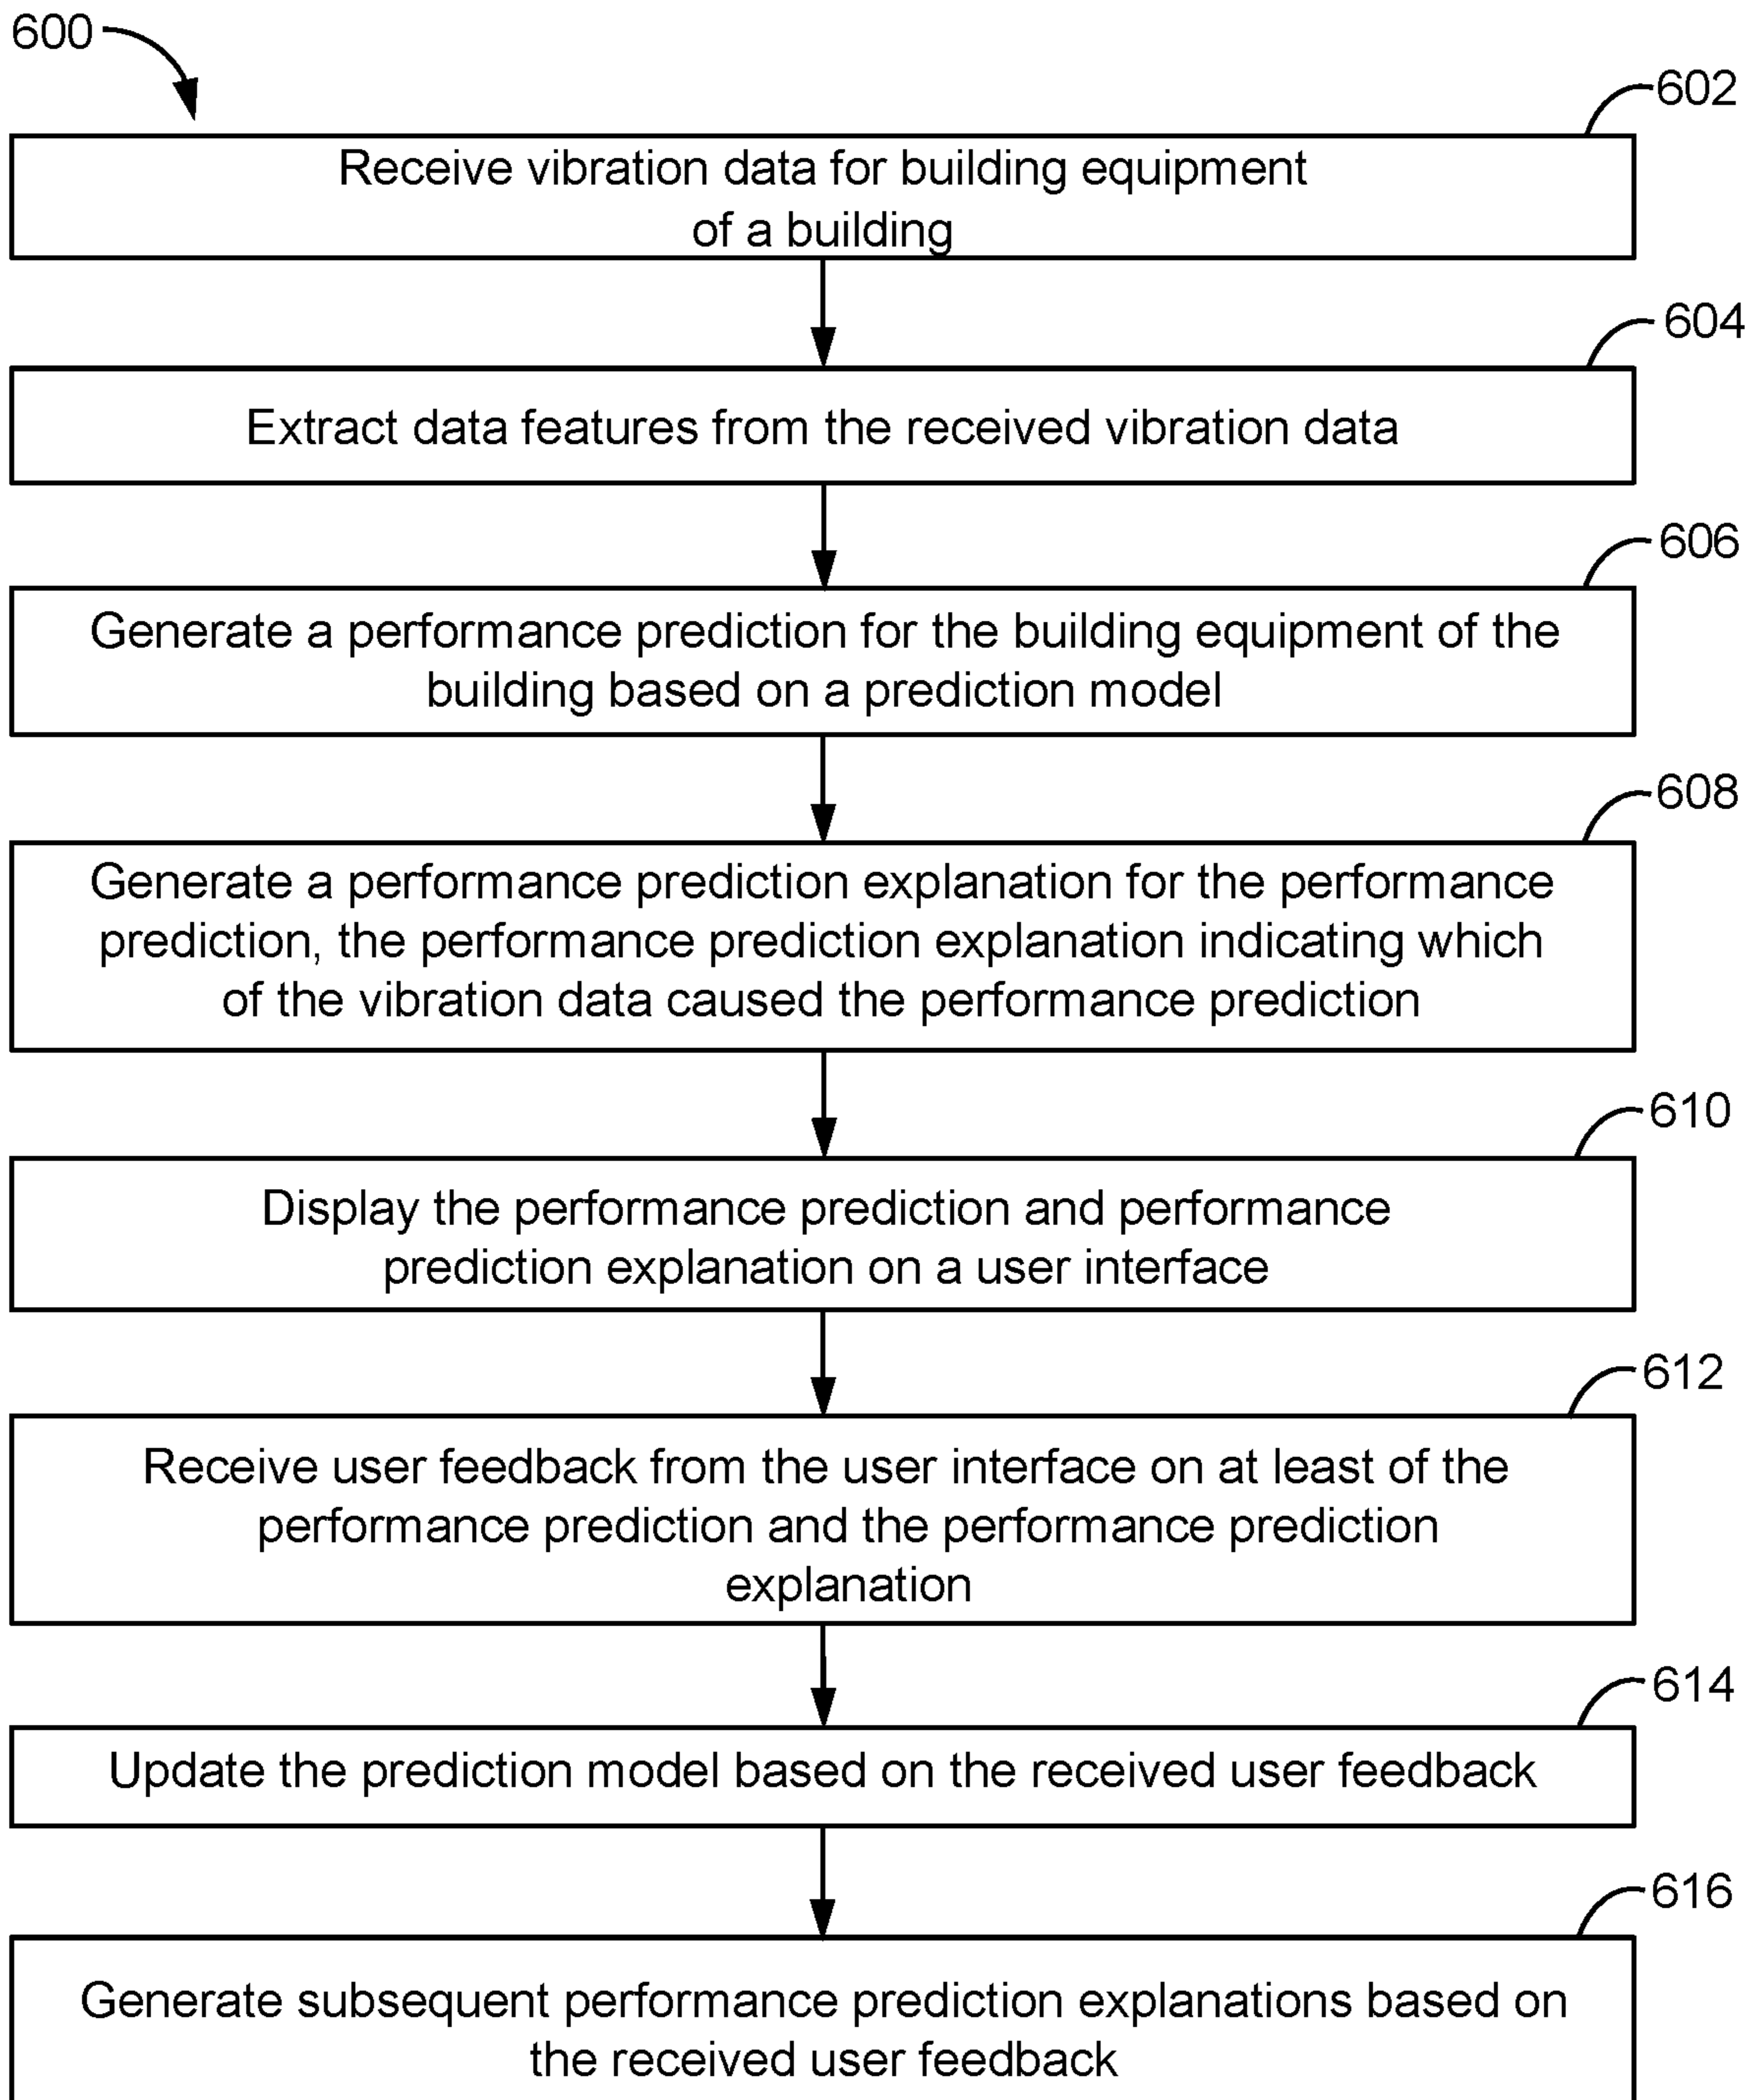 600
602
Receive vibration data for building equipment
of a building
604
Extract data features from the received vibration data
606
Generate a performance prediction for the building equipment of the
building based on a prediction model
608
Generate a performance prediction explanation for the performance
prediction, the performance prediction explanation indicating which
of the vibration data caused the performance prediction
610
Display the performance prediction and performance
prediction explanation on a user interface
612
Receive user feedback from the user interface on at least of the
performance prediction and the performance prediction
explanation
614
Update the prediction model based on the received user feedback
616
Generate subsequent performance prediction explanations based on
the received user feedback